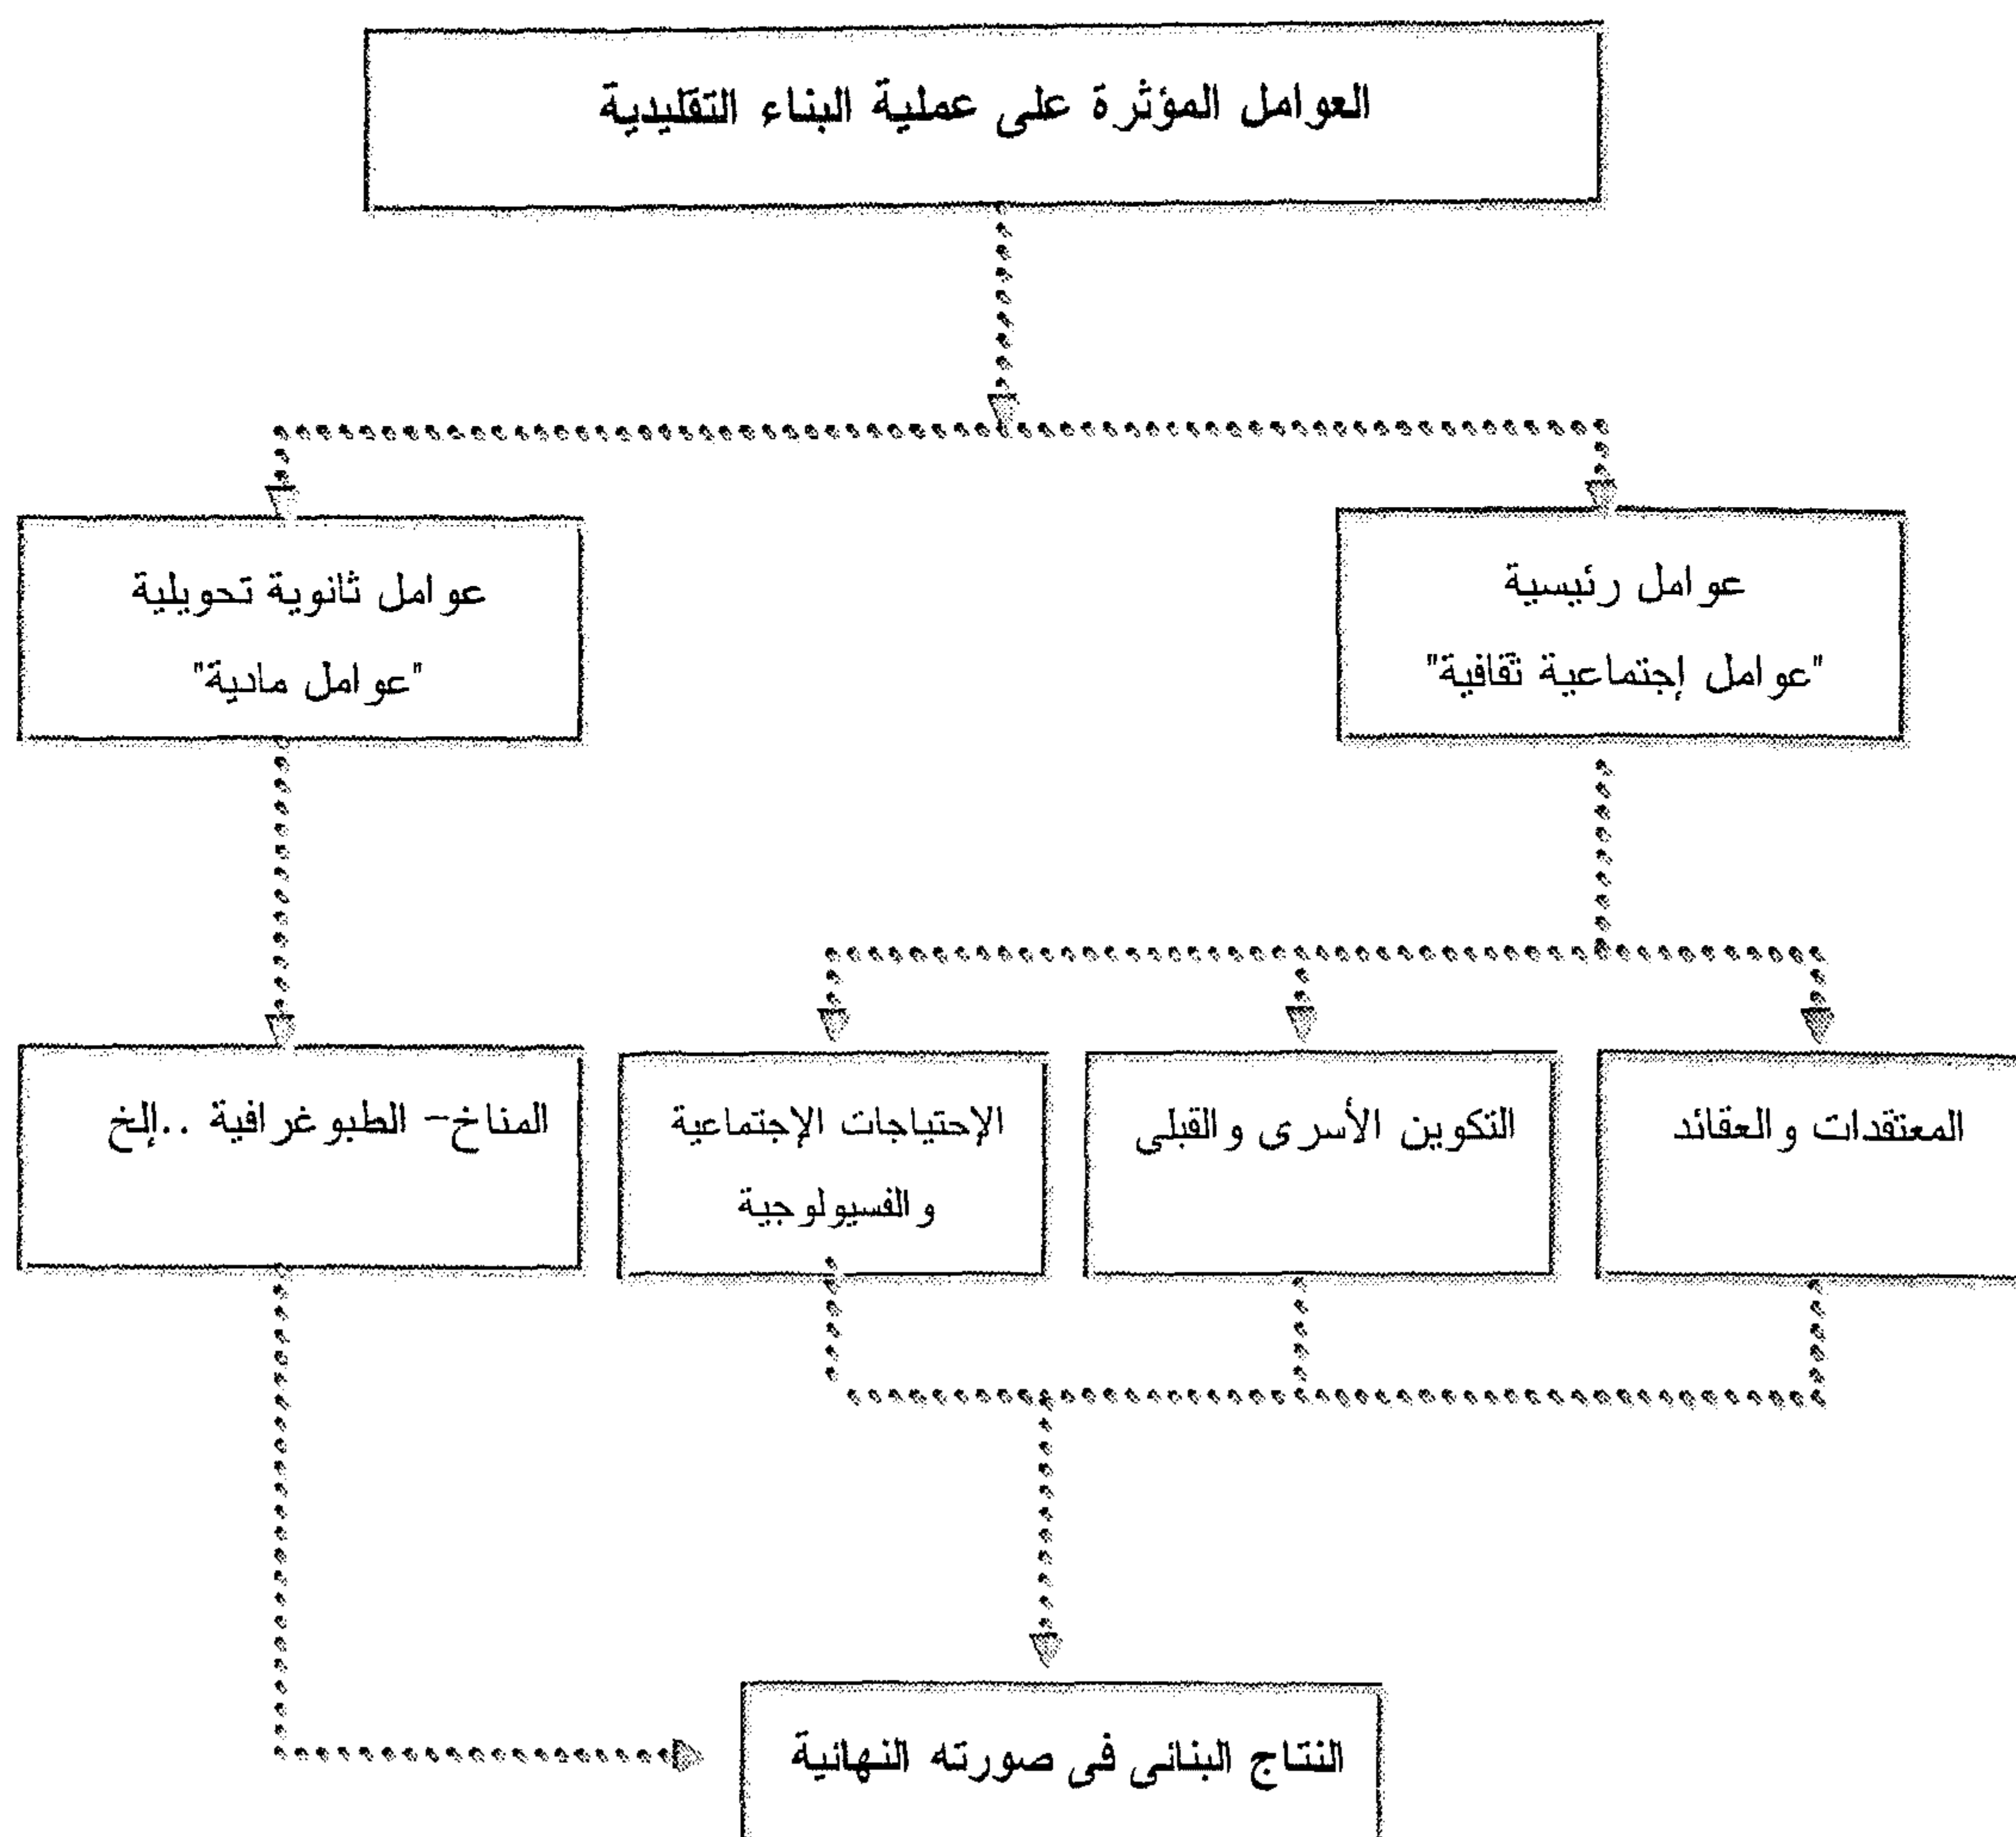 العوامل المؤثرة على عملية البناء التقليدية
عوامل رئيسية
"عوامل إجتماعية ثقافية"
عوامل ثانوية تحويلية
"عوامل مادية"
المعتقدات والعقائد
التكوين الأسرى والقبلى
الإحتياجات الإجتماعية
والفسيولوجية
المناخ- الطبوغرافية ..إلخ
النتاج البنائى فى صورته النهائية